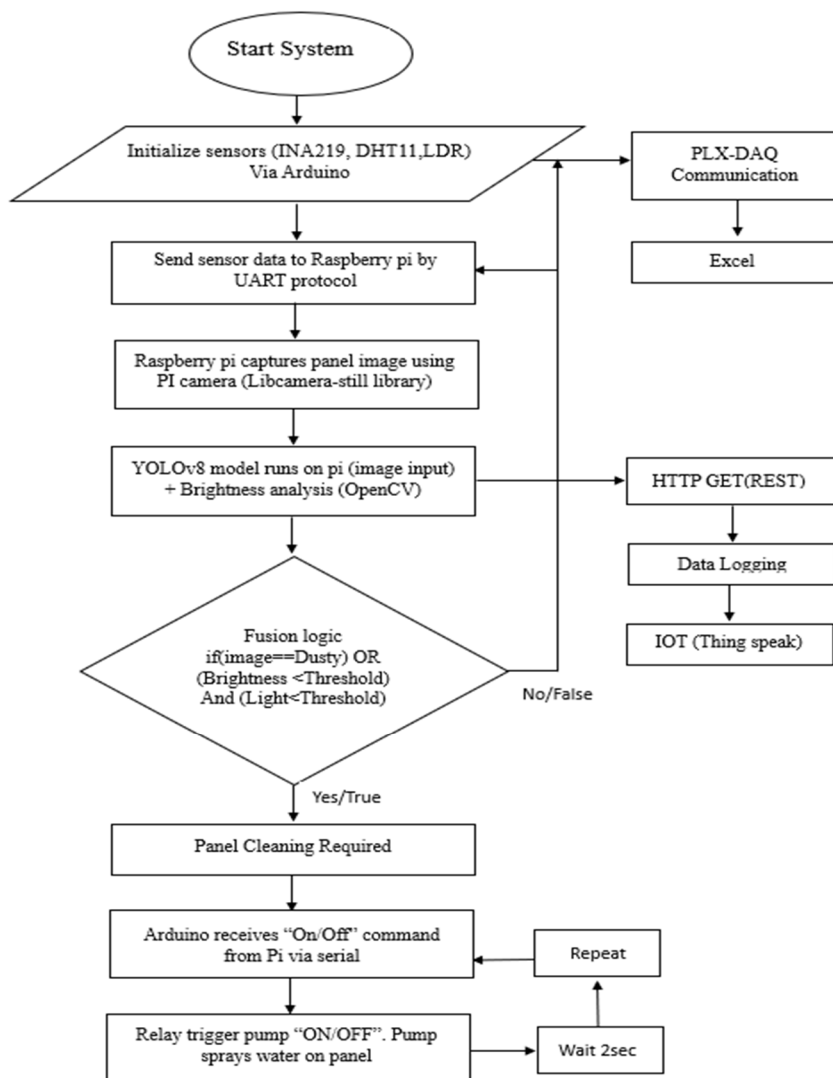 Start System
Initialize sensors (INA219, DHT11,LDR)
Via Arduino
PLX-DAQ
Communication
Send sensor data to Raspberry pi by
UART protocol
Excel
Raspberry pi captures panel image using
PI camera (Libcamera-still library)
YOLOv8 model runs on pi (image input)
+ Brightness analysis (OpenCV)
HTTP GET(REST)
Data Logging
IOT (Thing speak)
Fusion logic
if(image==Dusty) OR
(Brightness <Threshold)
And (Light<Threshold)
No/False
Yes/True
Panel Cleaning Required
Arduino receives “On/Off” command
from Pi via serial
Repeat
Relay trigger pump “ON/OFF”. Pump
sprays water on panel
Wait 2sec